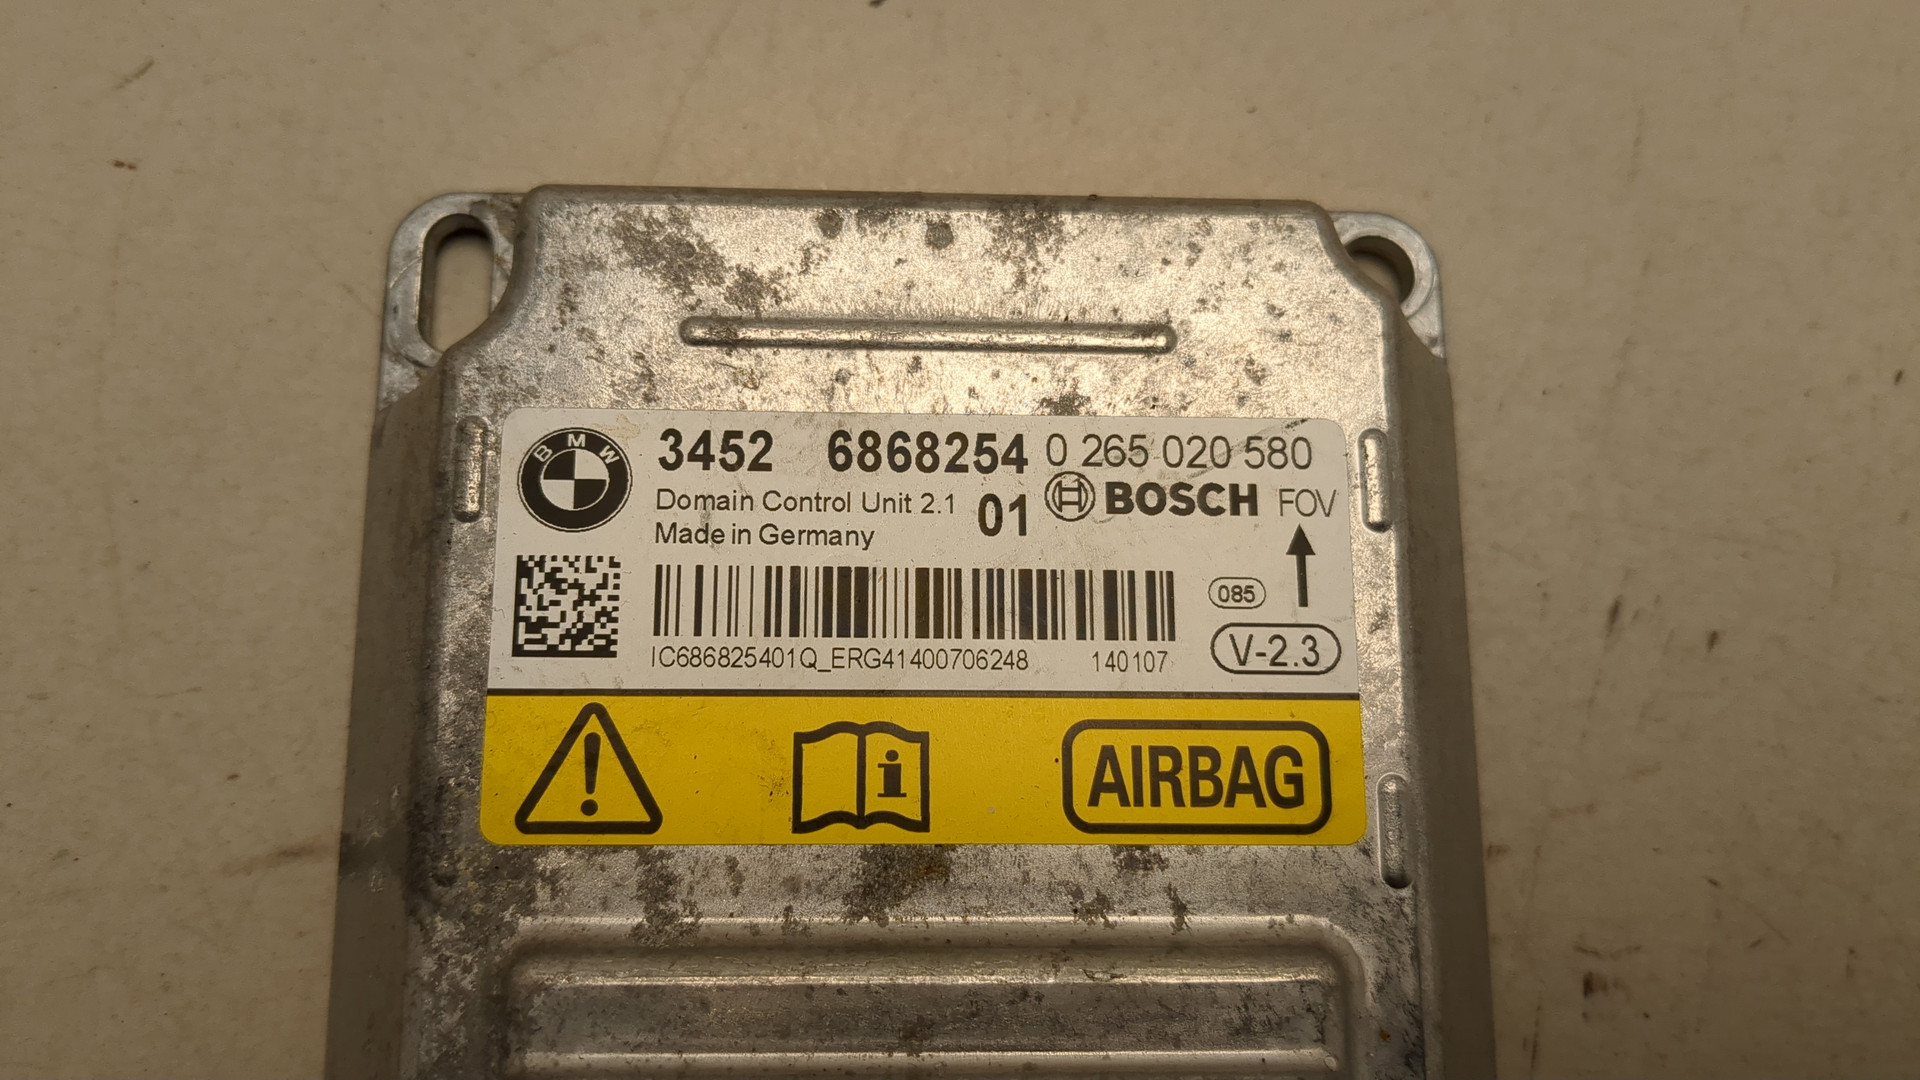 BMW
3452 6868254 0 265 020 580
Domain Control Unit 2.1 01 BOSCH FOV
Made in Germany
085
IC686825401Q_ERG41400706248 140107 V-2.3
i
AIRBAG